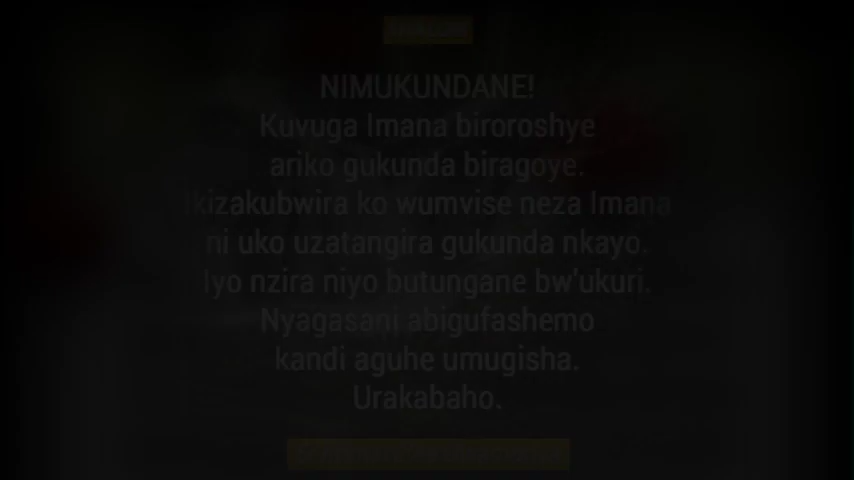 NIMUKUNDANE!
Kuvuga Imana biroroshye
ariko gukunda biragoye.
Ikizakubwira ko wumvise neza Imana
ni uko uzatangira gukunda nkayo.
Iyo nzira niyo butungane bw'ukuri.
Nyagasani abigufashemo
kandi aguhe umugisha.
Urakabaho.